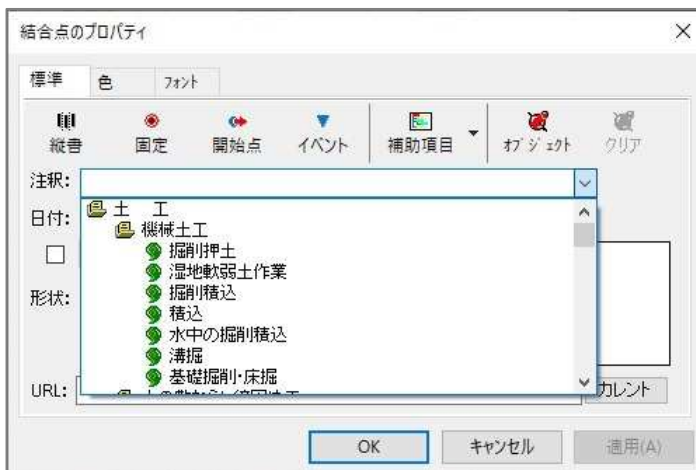 結合点のプロパティ
標準 色 フォント
縦書 固定 開始点 イベント 補助項目 オブジェクト クリア
注釈:
土 工
日付:
機械土工
掘削押土
湿地軟弱土作業
形状:
掘削積込
積込
水中の掘削積込
溝掘
基礎掘削・床掘
URL:
カレント
OK キャンセル 適用(A)